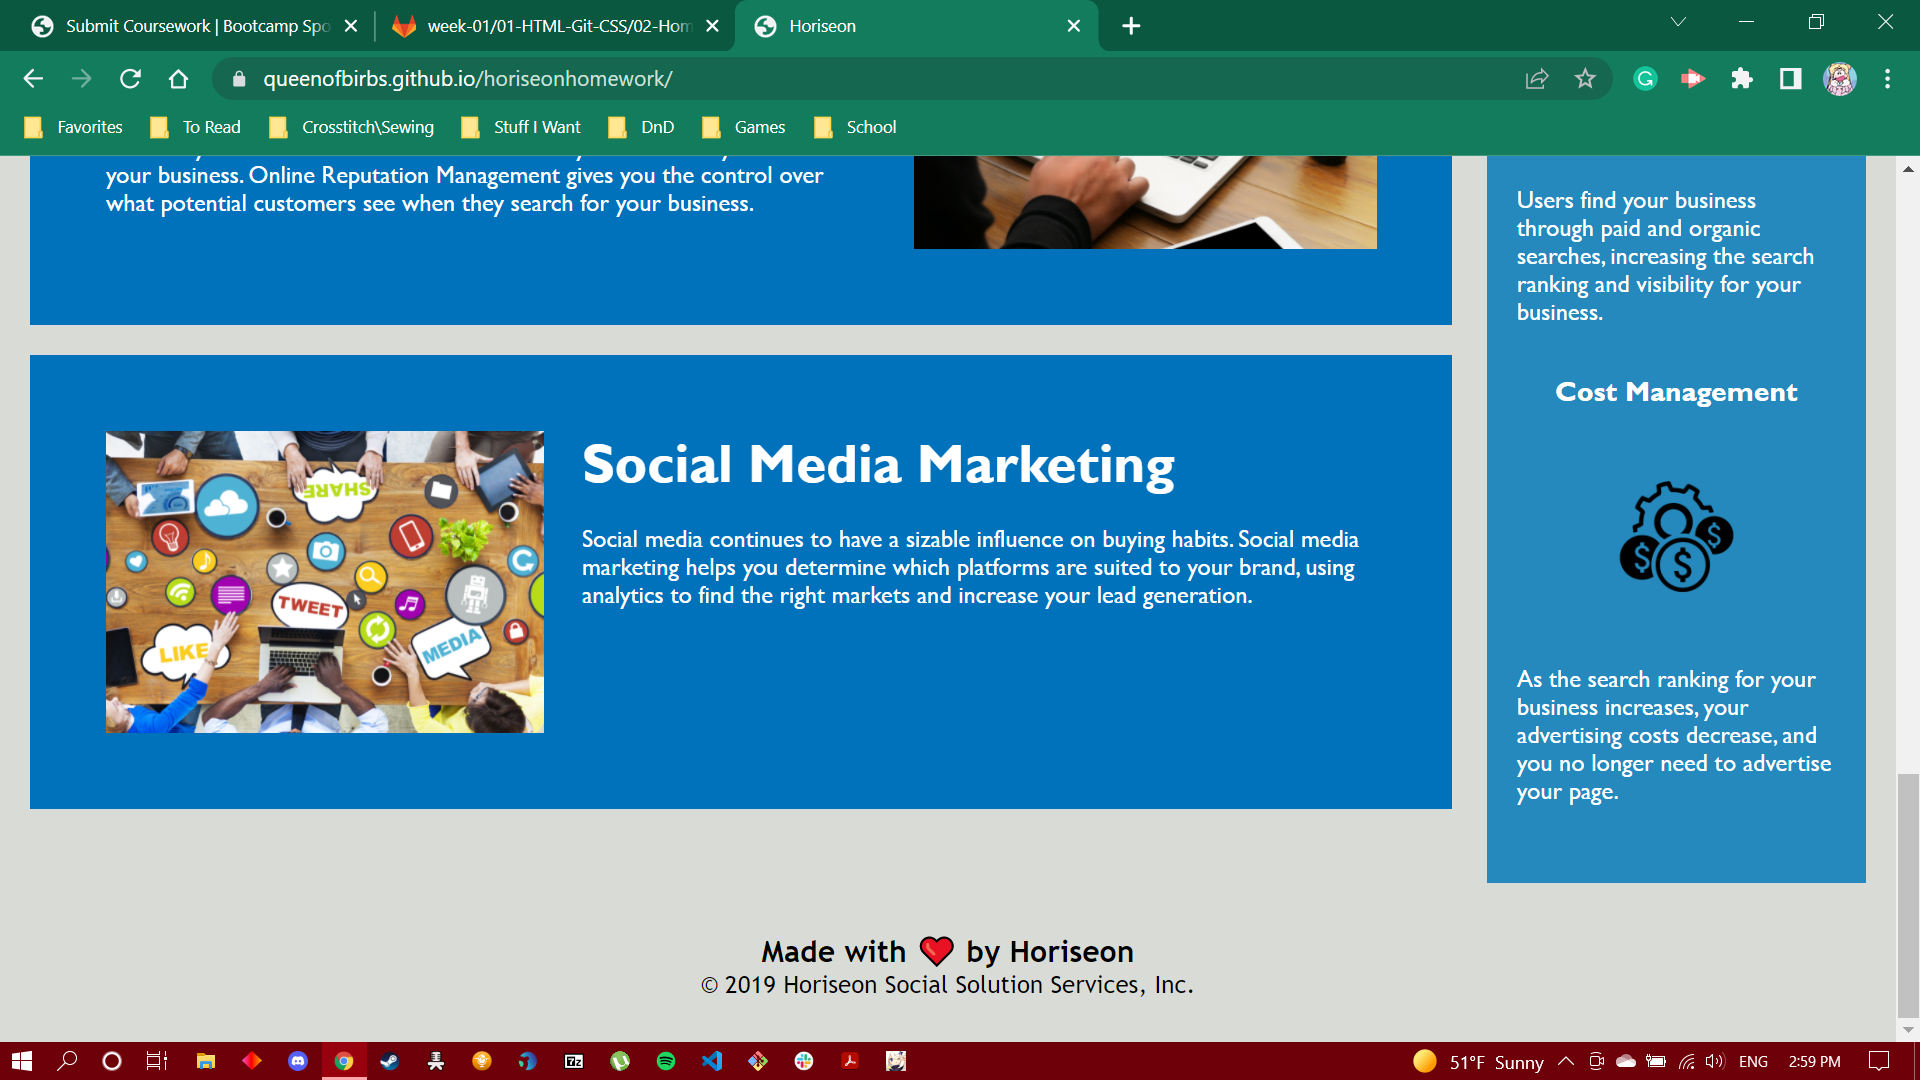 Submit Coursework | Bootcamp Spo
week-01/01-HTML-Git-CSS/02-Hom
Horiseon
queenofbirbs.github.io/horiseonhomework/
Favorites
To Read
Crosstitch\Sewing
Stuff I Want
DnD
Games
School
your business. Online Reputation Management gives you the control over
what potential customers see when they search for your business.
Social Media Marketing
Social media continues to have a sizable influence on buying habits. Social media
marketing helps you determine which platforms are suited to your brand, using
analytics to find the right markets and increase your lead generation.
SHARE
TWEET
LIKE
MEDIA
Users find your business
through paid and organic
searches, increasing the search
ranking and visibility for your
business.
Cost Management
As the search ranking for your
business increases, your
advertising costs decrease, and
you no longer need to advertise
your page.
Made with ❤ by Horiseon
© 2019 Horiseon Social Solution Services, Inc.
7z
51°F Sunny
ENG
2:59 PM